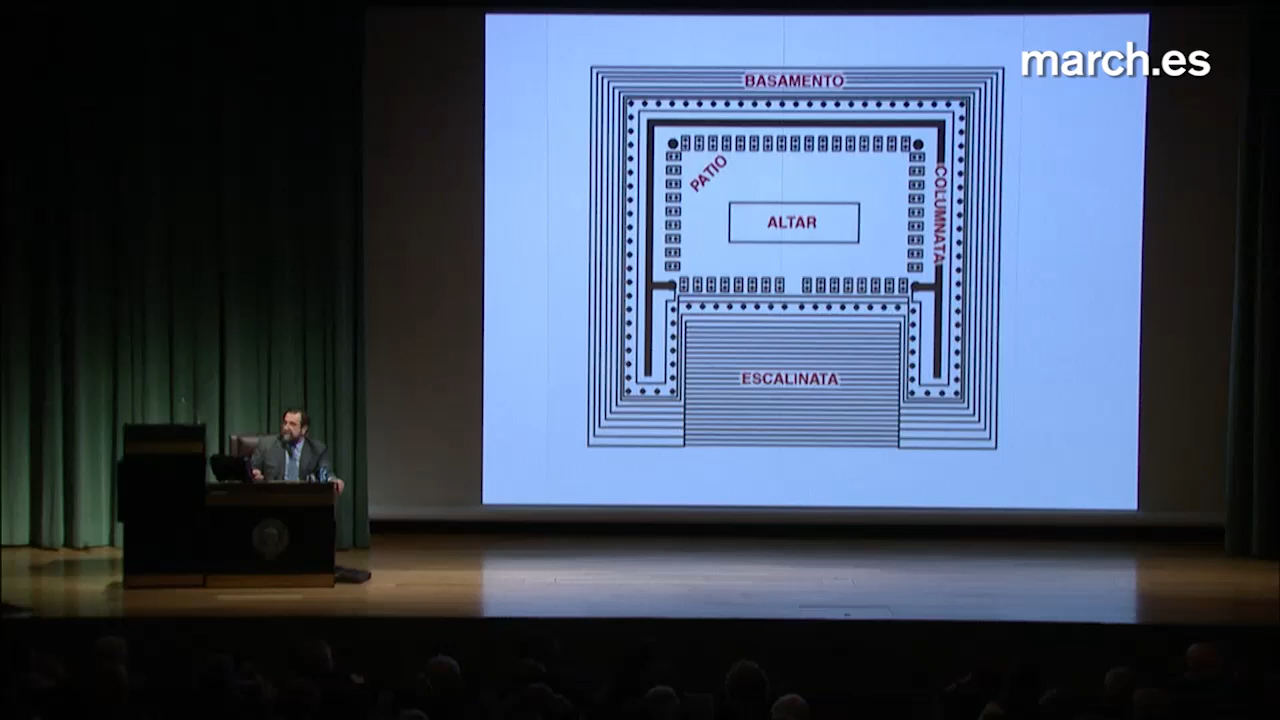 march.es
BASAMENTO
PATIO
COLUMNATA
ALTAR
ESCALINATA